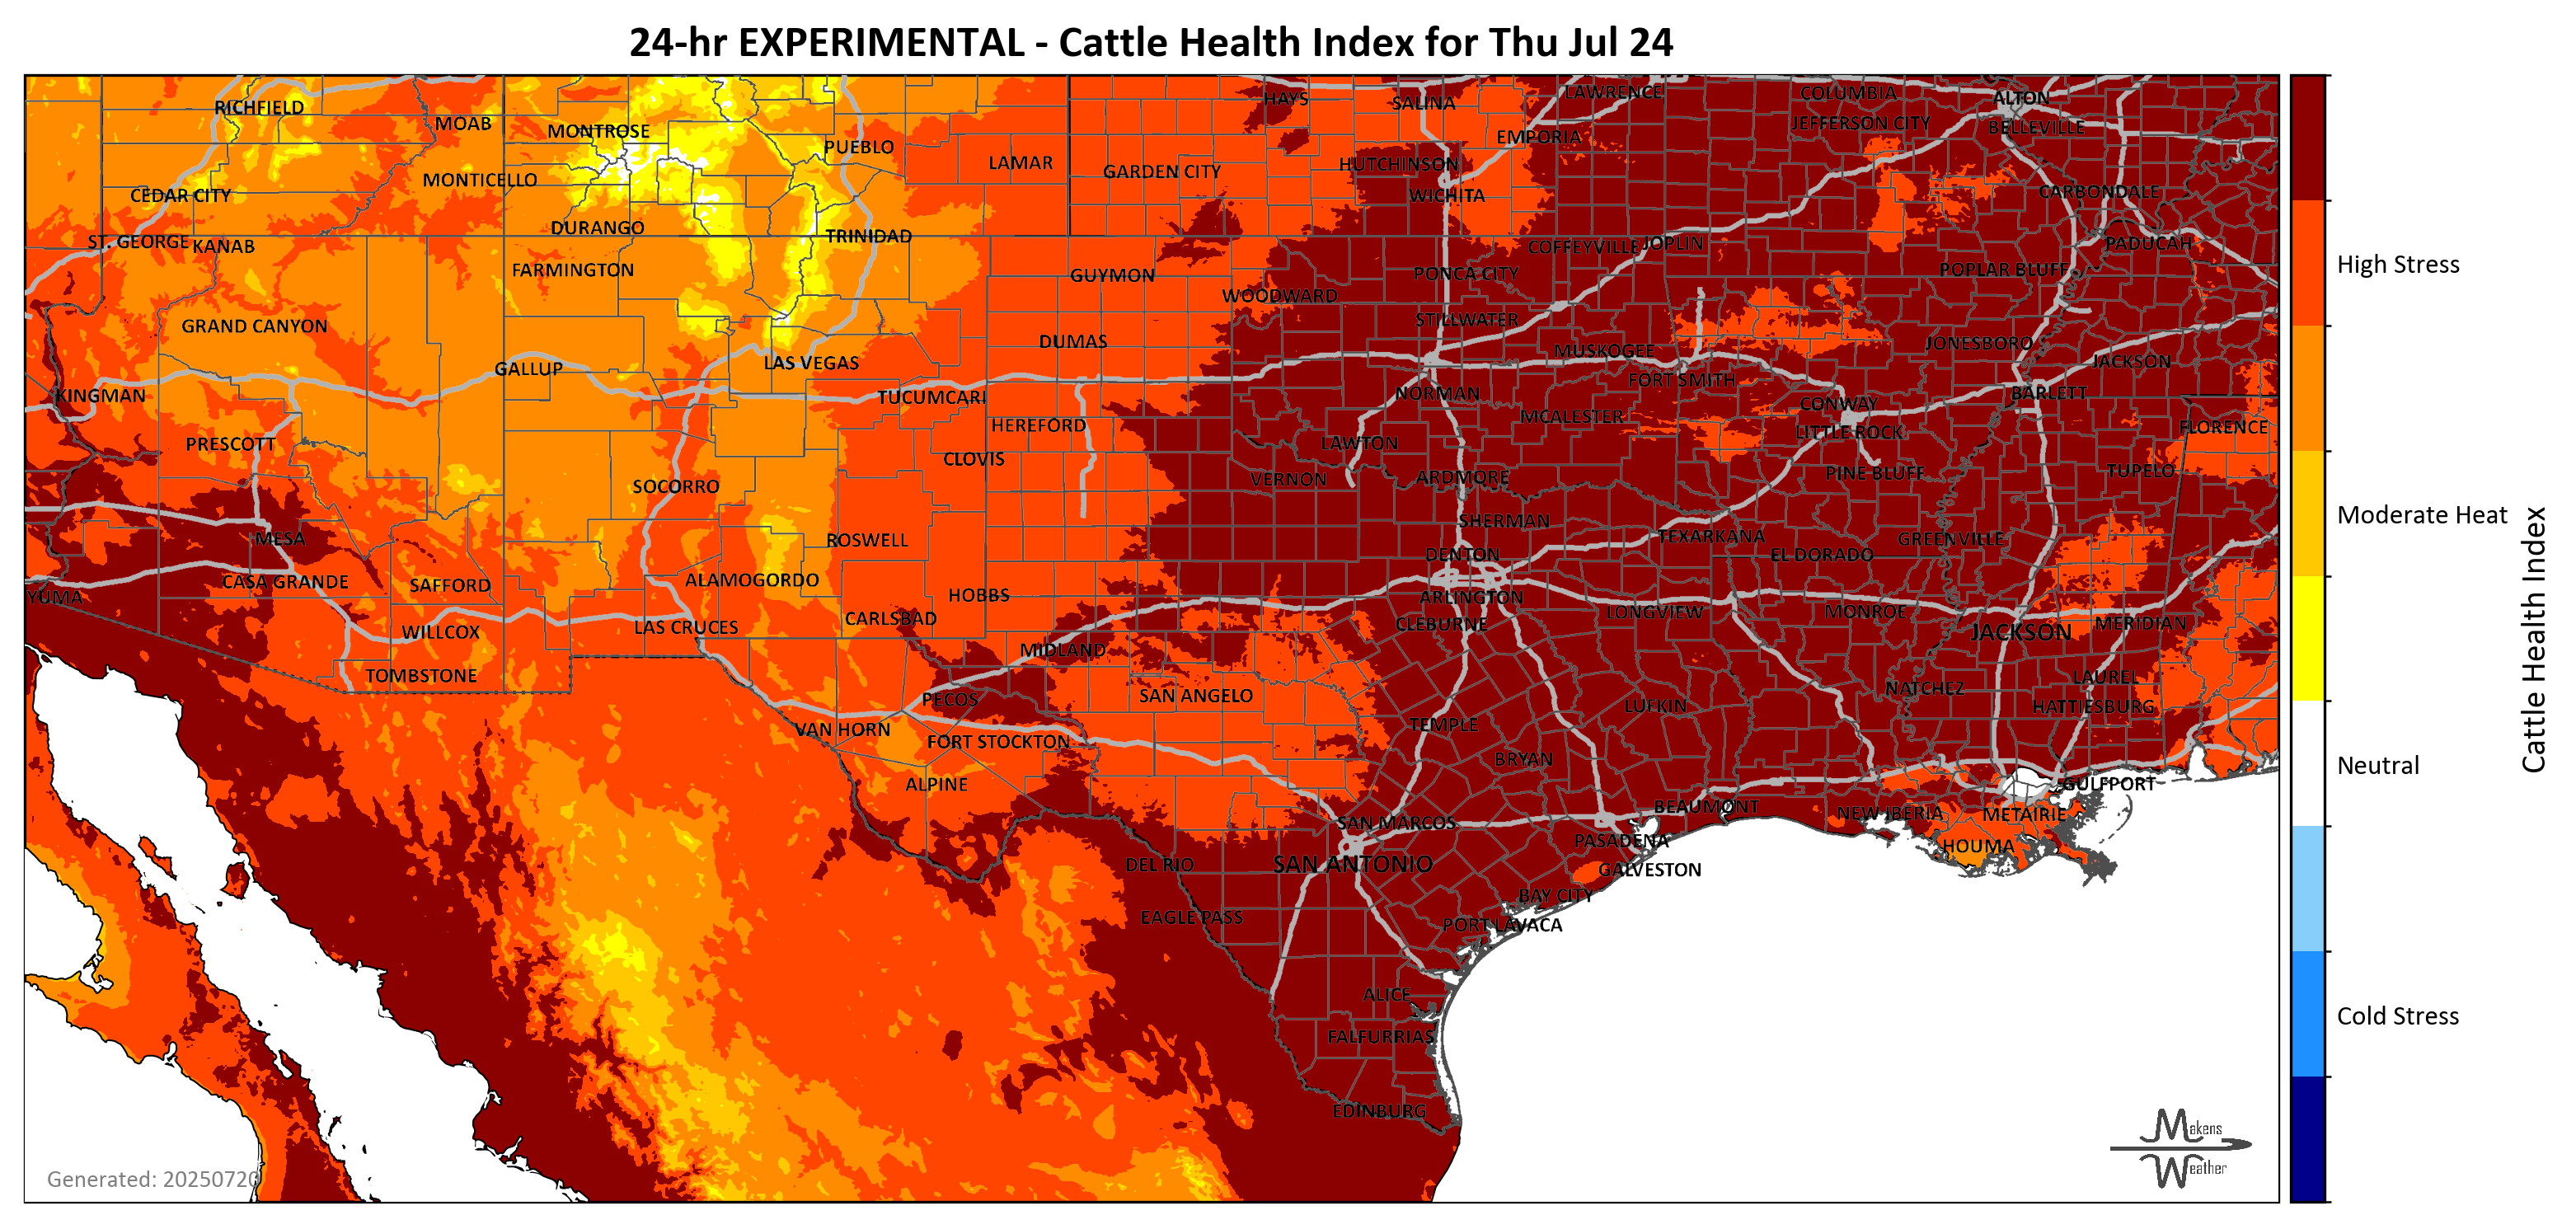 24-hr EXPERIMENTAL - Cattle Health Index for Thu Jul 24
RICHFIELD
MOAB
MONTROSE
PUEBLO
LAMAR
GARDEN CITY
HAYS
SALINA
EMPORIA
LAWRENCE
COLUMBIA
JEFFERSON CITY
ALTON
BELLEVILLE
CEDAR CITY
MONTICELLO
HUTCHINSON
WICHITA
CARBONDALE
ST. GEORGE
KANAB
DURANGO
TRINIDAD
COFFEYVILLE
JOPLIN
PADUCAH
High Stress
FARMINGTON
GUYMON
PONCA CITY
POPLAR BLUFF
WOODWARD
GRAND CANYON
STILLWATER
DUMAS
MUSKOGEE
JONESBORO
GALLUP
LAS VEGAS
JACKSON
KINGMAN
TUCUMCARI
NORMAN
FORT SMITH
BARLETT
CONWAY
HEREFORD
MCALESTER
LITTLE ROCK
FLORENCE
PRESCOTT
LAWTON
CLOVIS
VERNON
ARDMORE
PINE BLUFF
TUPELO
SOCORRO
Moderate Heat
SHERMAN
MESA
ROSWELL
TEXARKANA
GREENVILLE
DENTON
EL DORADO
CASA GRANDE
SAFFORD
ALAMOGORDO
YUMA
HOBBS
ARLINGTON
LONGVIEW
MONROE
CARLSBAD
CLEBURNE
WILLCOX
LAS CRUCES
JACKSON
MERIDIAN
MIDLAND
TOMBSTONE
LAUREL
PECOS
SAN ANGELO
NATCHEZ
LUFKIN
HATTIESBURG
VAN HORN
FORT STOCKTON
TEMPLE
BRYAN
Neutral
ALPINE
GULFPORT
BEAUMONT
NEW IBERIA
METAIRIE
SAN MARCOS
PASADENA
HOUMA
DEL RIO
SAN ANTONIO
GALVESTON
BAY CITY
EAGLE PASS
PORT LAVACA
ALICE
Cold Stress
FALFURRIAS
EDINBURG
Cattle Health Index
Makens
Weather
Generated: 20250720